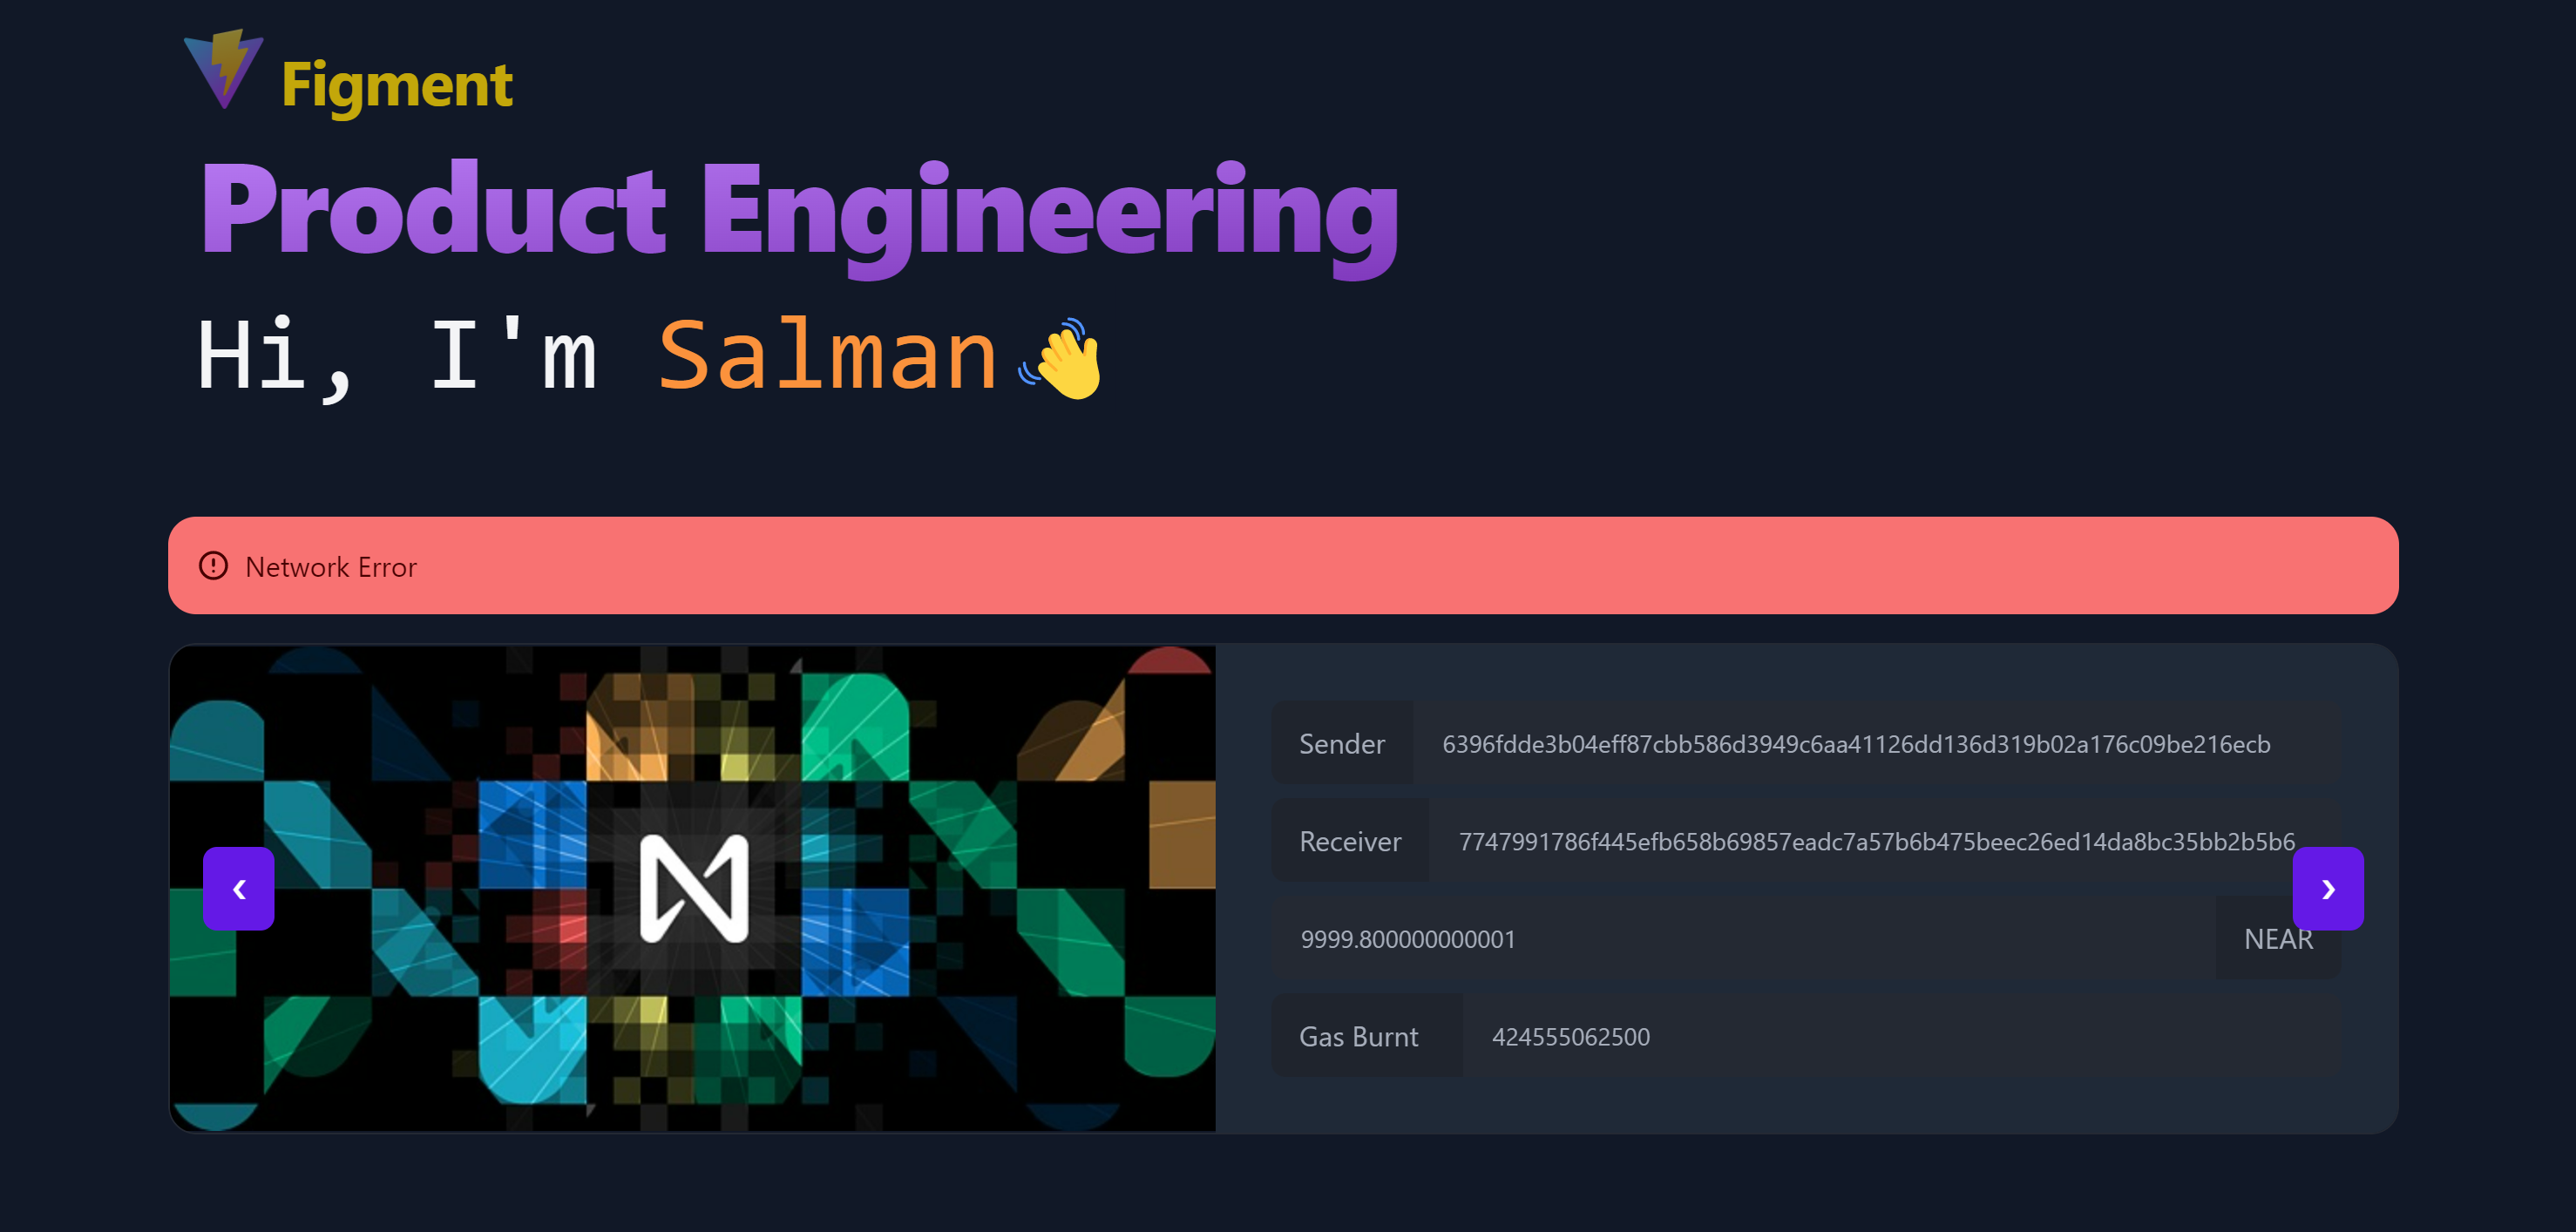 Figment
Product Engineering
Hi, I'm Salman👋
Network Error
Sender 6396fdde3b04eff87cbb586d3949c6aa41126dd136d319b02a176c09be216ecb
Receiver 7747991786f445efb658b69857eadc7a57b6b475beec26ed14da8bc35bb2b5b6
❮ ❯
9999.800000000001 NEAR
Gas Burnt 424555062500